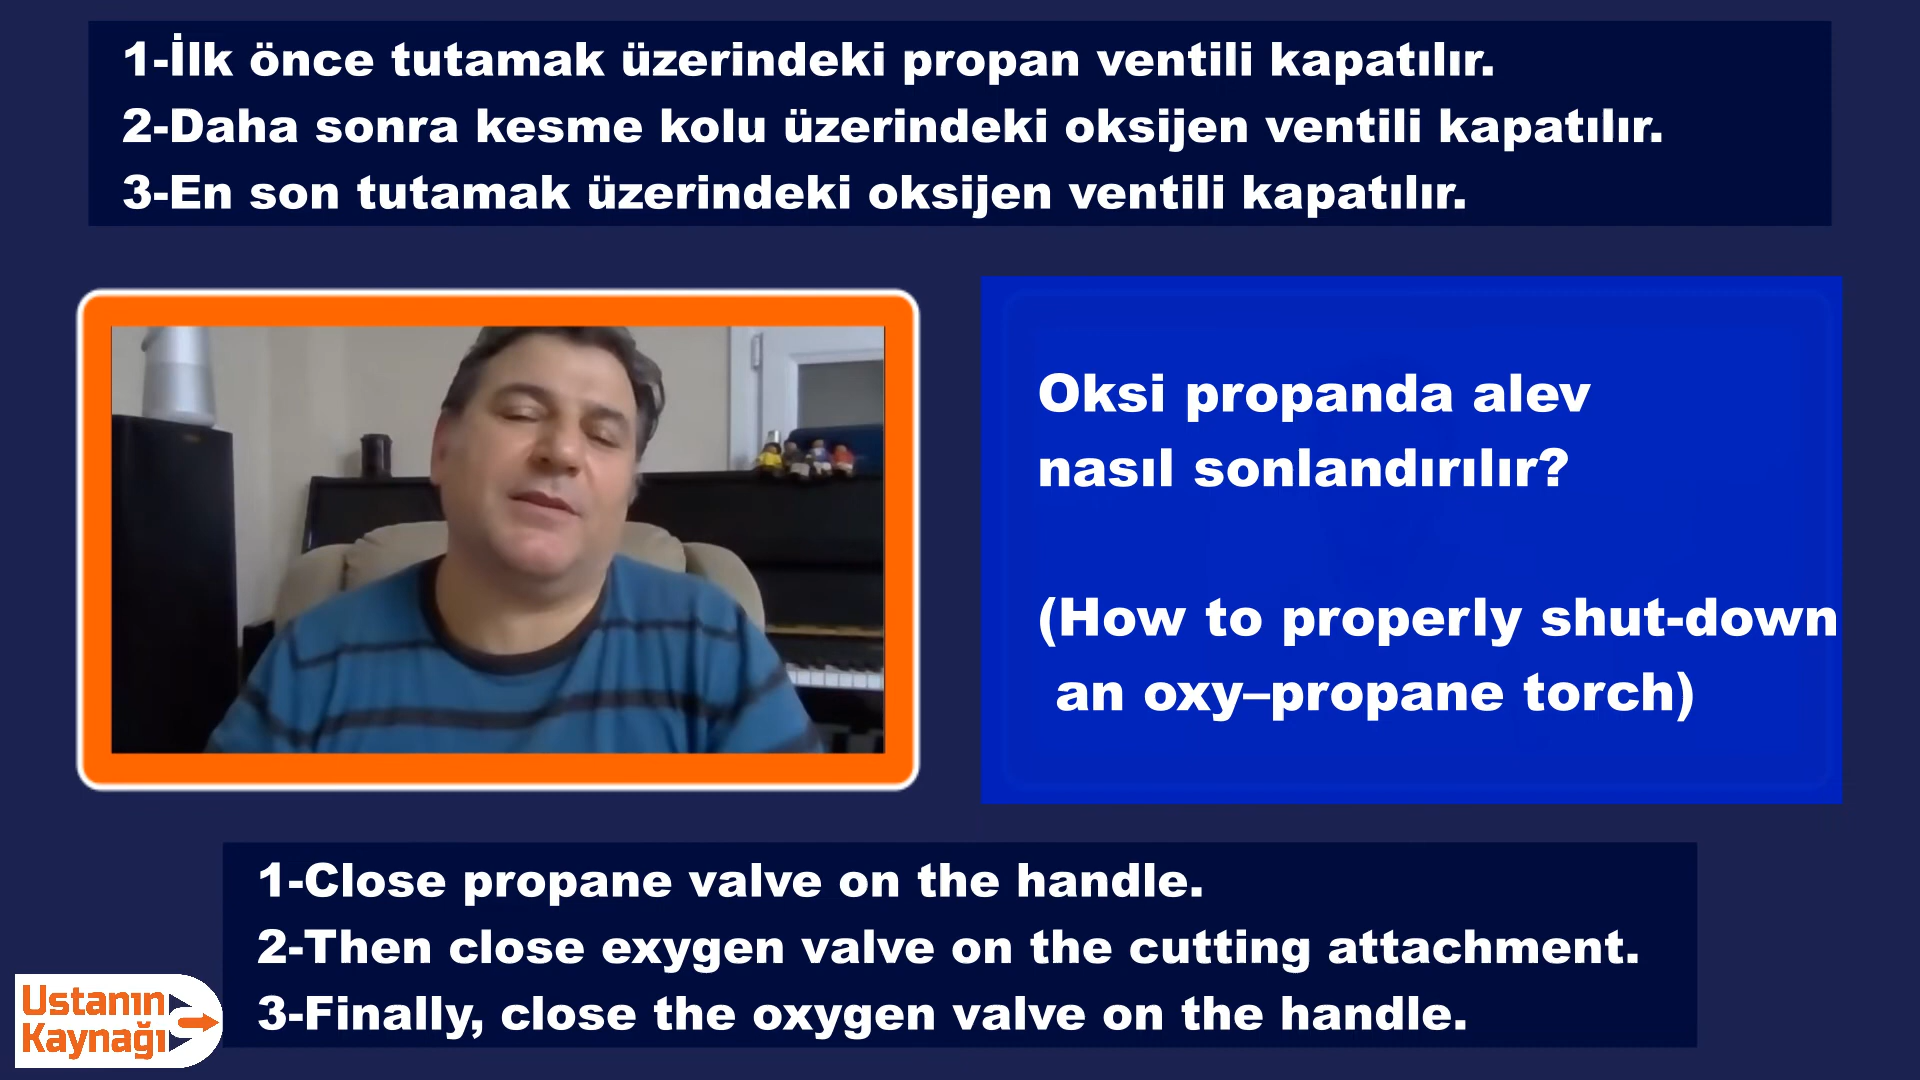 1-İlk önce tutamak üzerindeki propan ventili kapatılır.
2-Daha sonra kesme kolu üzerindeki oksijen ventili kapatılır.
3-En son tutamak üzerindeki oksijen ventili kapatılır.
Oksi propanda alev
nasıl sonlandırılır?
(How to properly shut-down
an oxy–propane torch)
1-Close propane valve on the handle.
2-Then close exygen valve on the cutting attachment.
3-Finally, close the oxygen valve on the handle.
Ustanın
Kaynağı